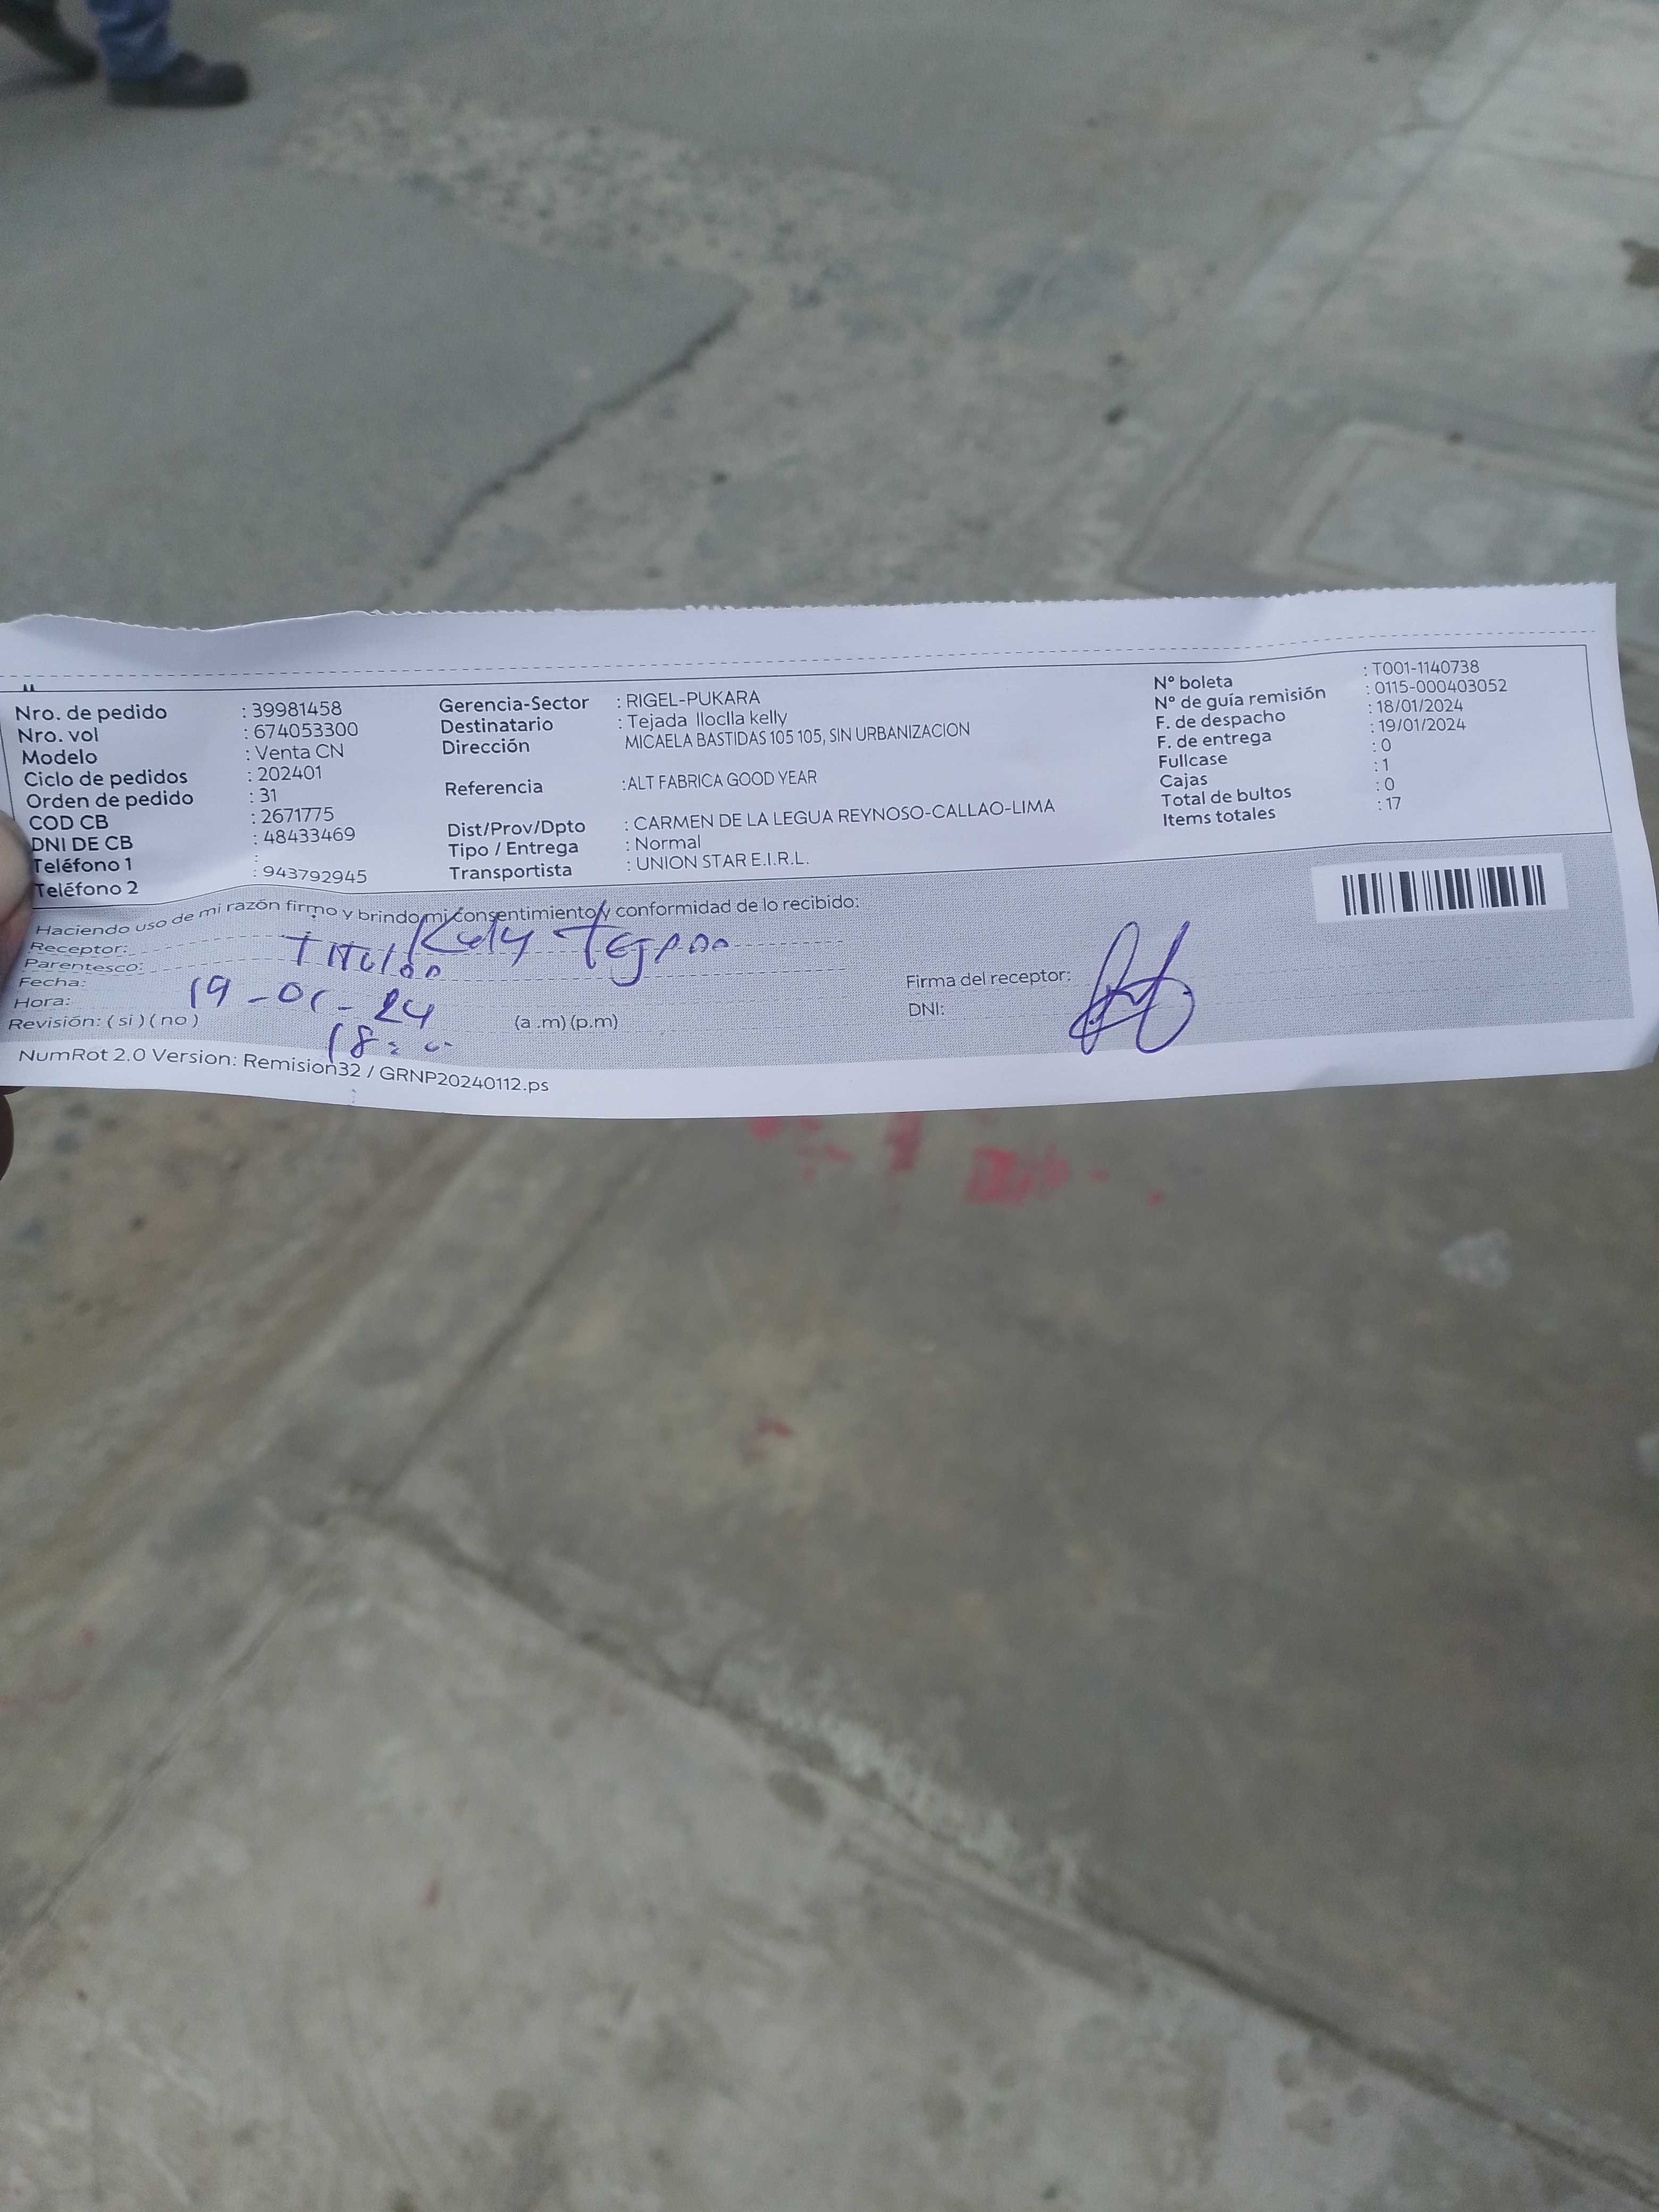 Nro. de pedido : 39981458
Nro. vol : 674053300
Modelo : Venta CN
Ciclo de pedidos : 202401
Orden de pedido : 31
COD CB : 2671775
DNI DE CB : 48433469
Teléfono 1 :
Teléfono 2 : 943792945
Gerencia-Sector : RIGEL-PUKARA
Destinatario : Tejada lloclla kelly
Dirección MICAELA BASTIDAS 105 105, SIN URBANIZACION
Referencia :ALT FABRICA GOOD YEAR
Dist/Prov/Dpto : CARMEN DE LA LEGUA REYNOSO-CALLAO-LIMA
Tipo / Entrega : Normal
Transportista : UNION STAR E.I.R.L.
N° boleta : T001-1140738
N° de guía remisión : 0115-000403052
F. de despacho : 18/01/2024
F. de entrega : 19/01/2024
Fullcase : 0
Cajas : 1
Total de bultos : 0
Items totales : 17
Haciendo uso de mi razón firmo y brindo mi consentimiento y conformidad de lo recibido:
Receptor: Kely Tejada
Parentesco: Titular
Fecha: 19-01-24
Hora: 18: (a .m) (p.m)
Revisión: ( si ) ( no )
Firma del receptor:
DNI:
NumRot 2.0 Version: Remision32 / GRNP20240112.ps